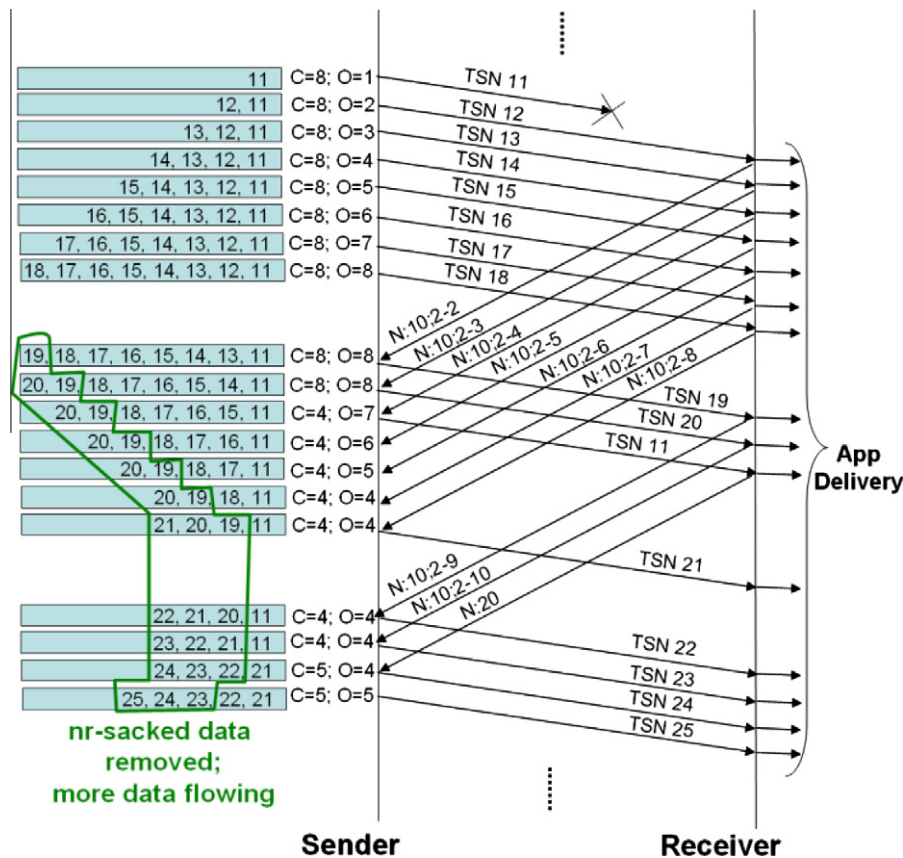 11 C=8; O=1 TSN 11
12, 11 C=8; O=2 TSN 12
13, 12, 11 C=8; O=3 TSN 13
14, 13, 12, 11 C=8; O=4 TSN 14
15, 14, 13, 12, 11 C=8; O=5 TSN 15
16, 15, 14, 13, 12, 11 C=8; O=6 TSN 16
17, 16, 15, 14, 13, 12, 11 C=8; O=7 TSN 17
18, 17, 16, 15, 14, 13, 12, 11 C=8; O=8 TSN 18
N:10;2-2
N:10;2-3
N:10;2-4
N:10;2-5
N:10;2-6
N:10;2-7
N:10;2-8
19, 18, 17, 16, 15, 14, 13, 11 C=8; O=8 TSN 19
20, 19, 18, 17, 16, 15, 14, 11 C=8; O=8 TSN 20
20, 19, 18, 17, 16, 15, 11 C=4; O=7 TSN 11
20, 19, 18, 17, 16, 11 C=4; O=6
20, 19, 18, 17, 11 C=4; O=5
20, 19, 18, 11 C=4; O=4
21, 20, 19, 11 C=4; O=4 TSN 21
App
Delivery
N:10;2-9
N:10;2-10
N:20
22, 21, 20, 11 C=4; O=4 TSN 22
23, 22, 21, 11 C=4; O=4 TSN 23
24, 23, 22, 21 C=5; O=4 TSN 24
25, 24, 23, 22, 21 C=5; O=5 TSN 25
nr-sacked data
removed;
more data flowing
Sender Receiver